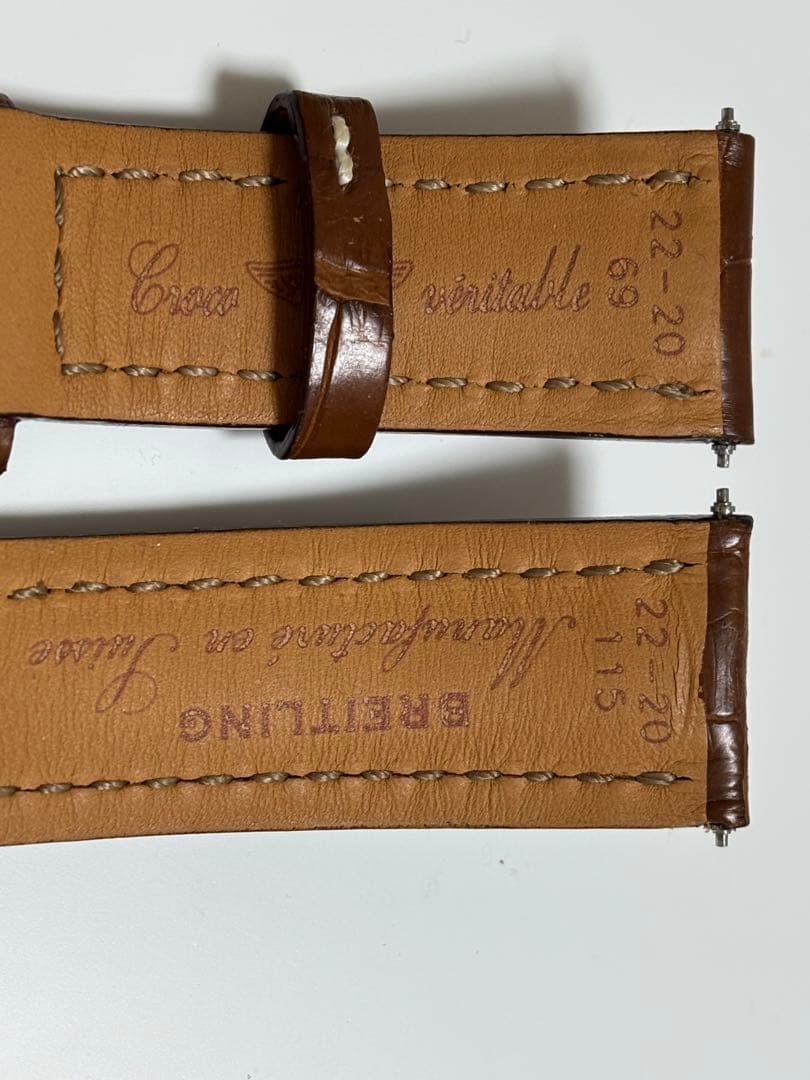 Croco véritable
22-20
69
Manufacturé en Suisse
BREITLING
22-20
115